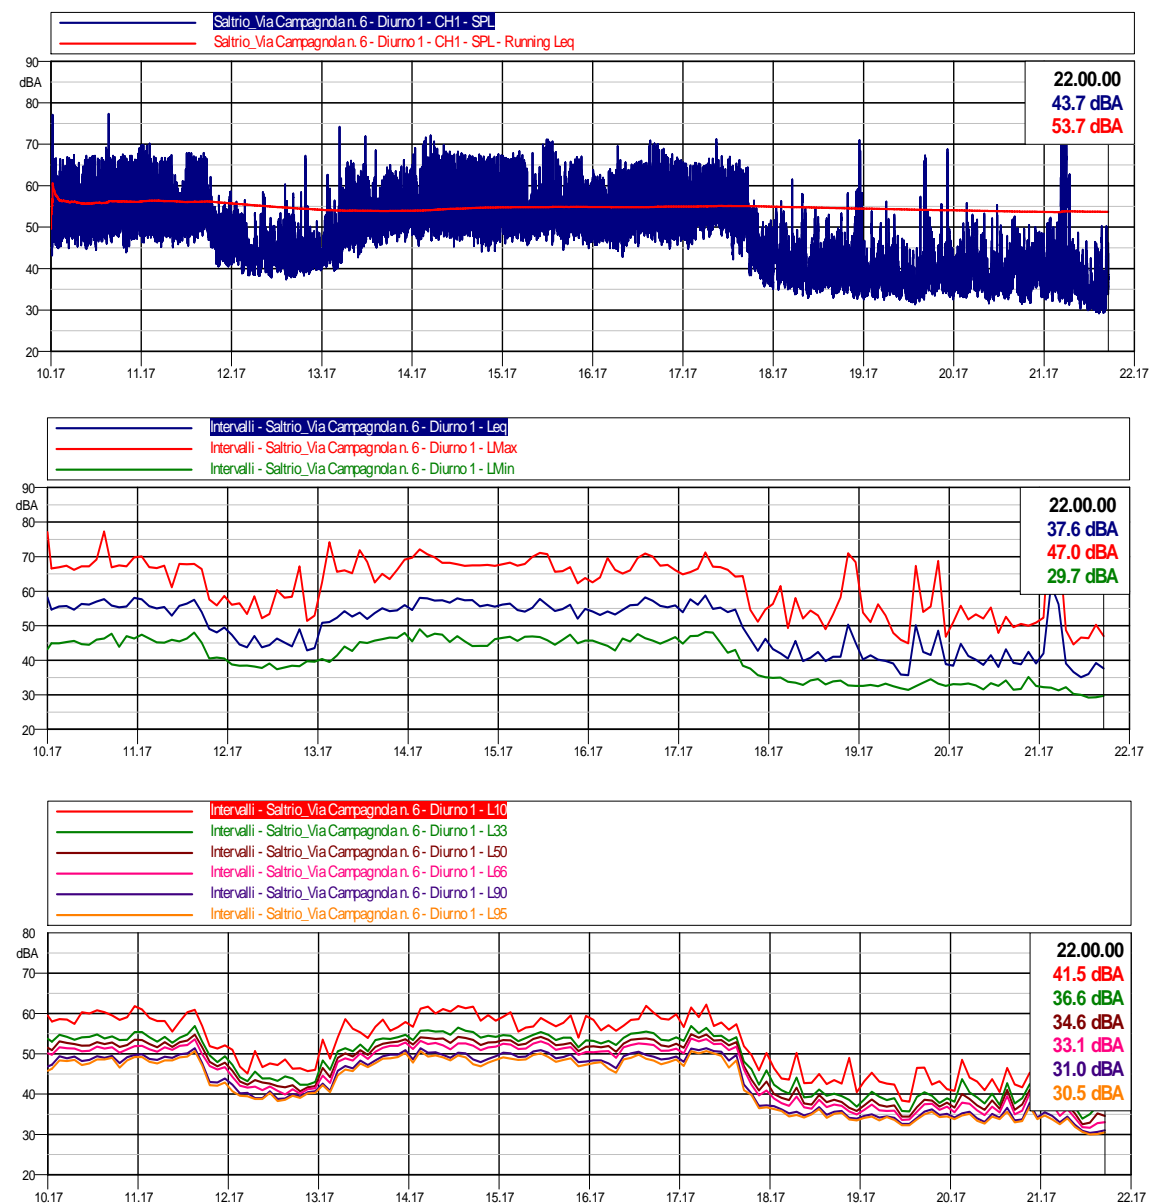 Saltrio_Via Campagnola n. 6 - Diurno 1 - CH1 - SPL
Saltrio_Via Campagnola n. 6 - Diurno 1 - CH1 - SPL - Running Leq
90
dBA
80
70
60
50
40
30
20
22.00.00
43.7 dBA
53.7 dBA
10.17 11.17 12.17 13.17 14.17 15.17 16.17 17.17 18.17 19.17 20.17 21.17 22.17
Intervalli - Saltrio_Via Campagnola n. 6 - Diurno 1 - Leq
Intervalli - Saltrio_Via Campagnola n. 6 - Diurno 1 - LMax
Intervalli - Saltrio_Via Campagnola n. 6 - Diurno 1 - LMin
90
dBA
80
70
60
50
40
30
20
22.00.00
37.6 dBA
47.0 dBA
29.7 dBA
10.17 11.17 12.17 13.17 14.17 15.17 16.17 17.17 18.17 19.17 20.17 21.17 22.17
Intervalli - Saltrio_Via Campagnola n. 6 - Diurno 1 - L10
Intervalli - Saltrio_Via Campagnola n. 6 - Diurno 1 - L33
Intervalli - Saltrio_Via Campagnola n. 6 - Diurno 1 - L50
Intervalli - Saltrio_Via Campagnola n. 6 - Diurno 1 - L66
Intervalli - Saltrio_Via Campagnola n. 6 - Diurno 1 - L90
Intervalli - Saltrio_Via Campagnola n. 6 - Diurno 1 - L95
80
dBA
70
60
50
40
30
20
22.00.00
41.5 dBA
36.6 dBA
34.6 dBA
33.1 dBA
31.0 dBA
30.5 dBA
10.17 11.17 12.17 13.17 14.17 15.17 16.17 17.17 18.17 19.17 20.17 21.17 22.17